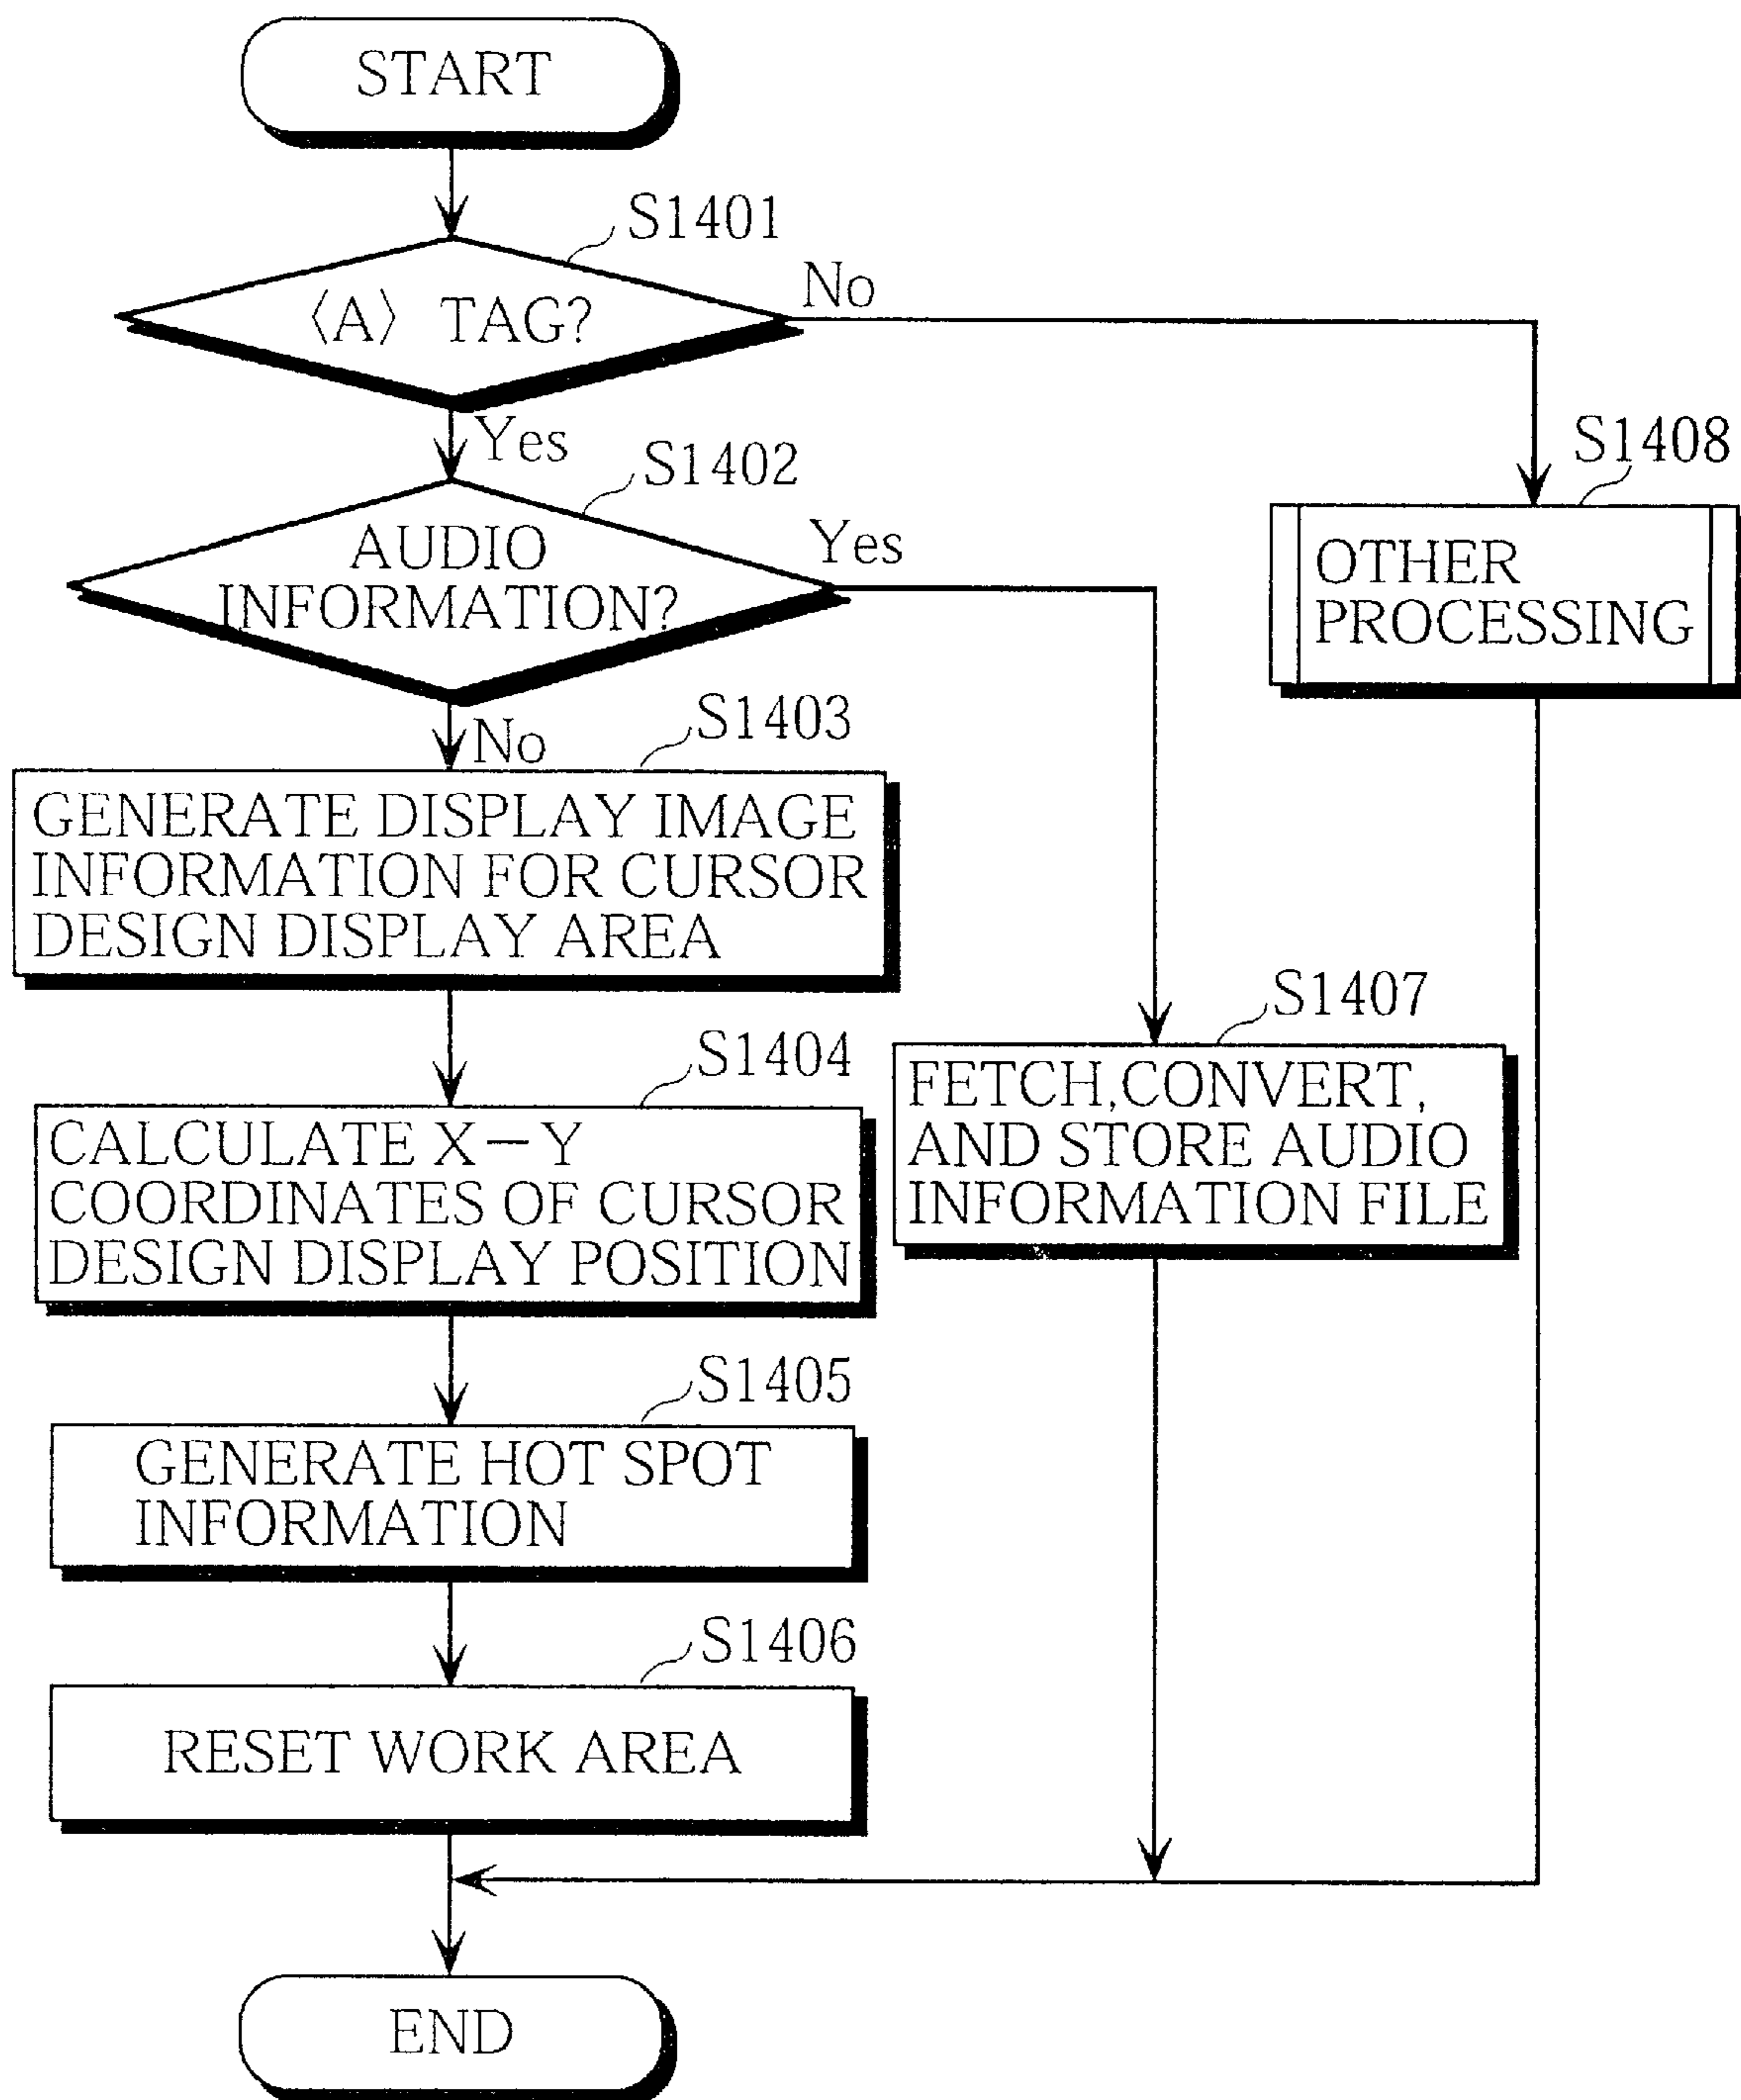 START
S1401
〈A〉 TAG?
No
Yes
S1402
AUDIO
INFORMATION?
Yes
S1408
OTHER
PROCESSING
No
S1403
GENERATE DISPLAY IMAGE
INFORMATION FOR CURSOR
DESIGN DISPLAY AREA
S1404
CALCULATE X－Y
COORDINATES OF CURSOR
DESIGN DISPLAY POSITION
S1407
FETCH,CONVERT,
AND STORE AUDIO
INFORMATION FILE
S1405
GENERATE HOT SPOT
INFORMATION
S1406
RESET WORK AREA
END